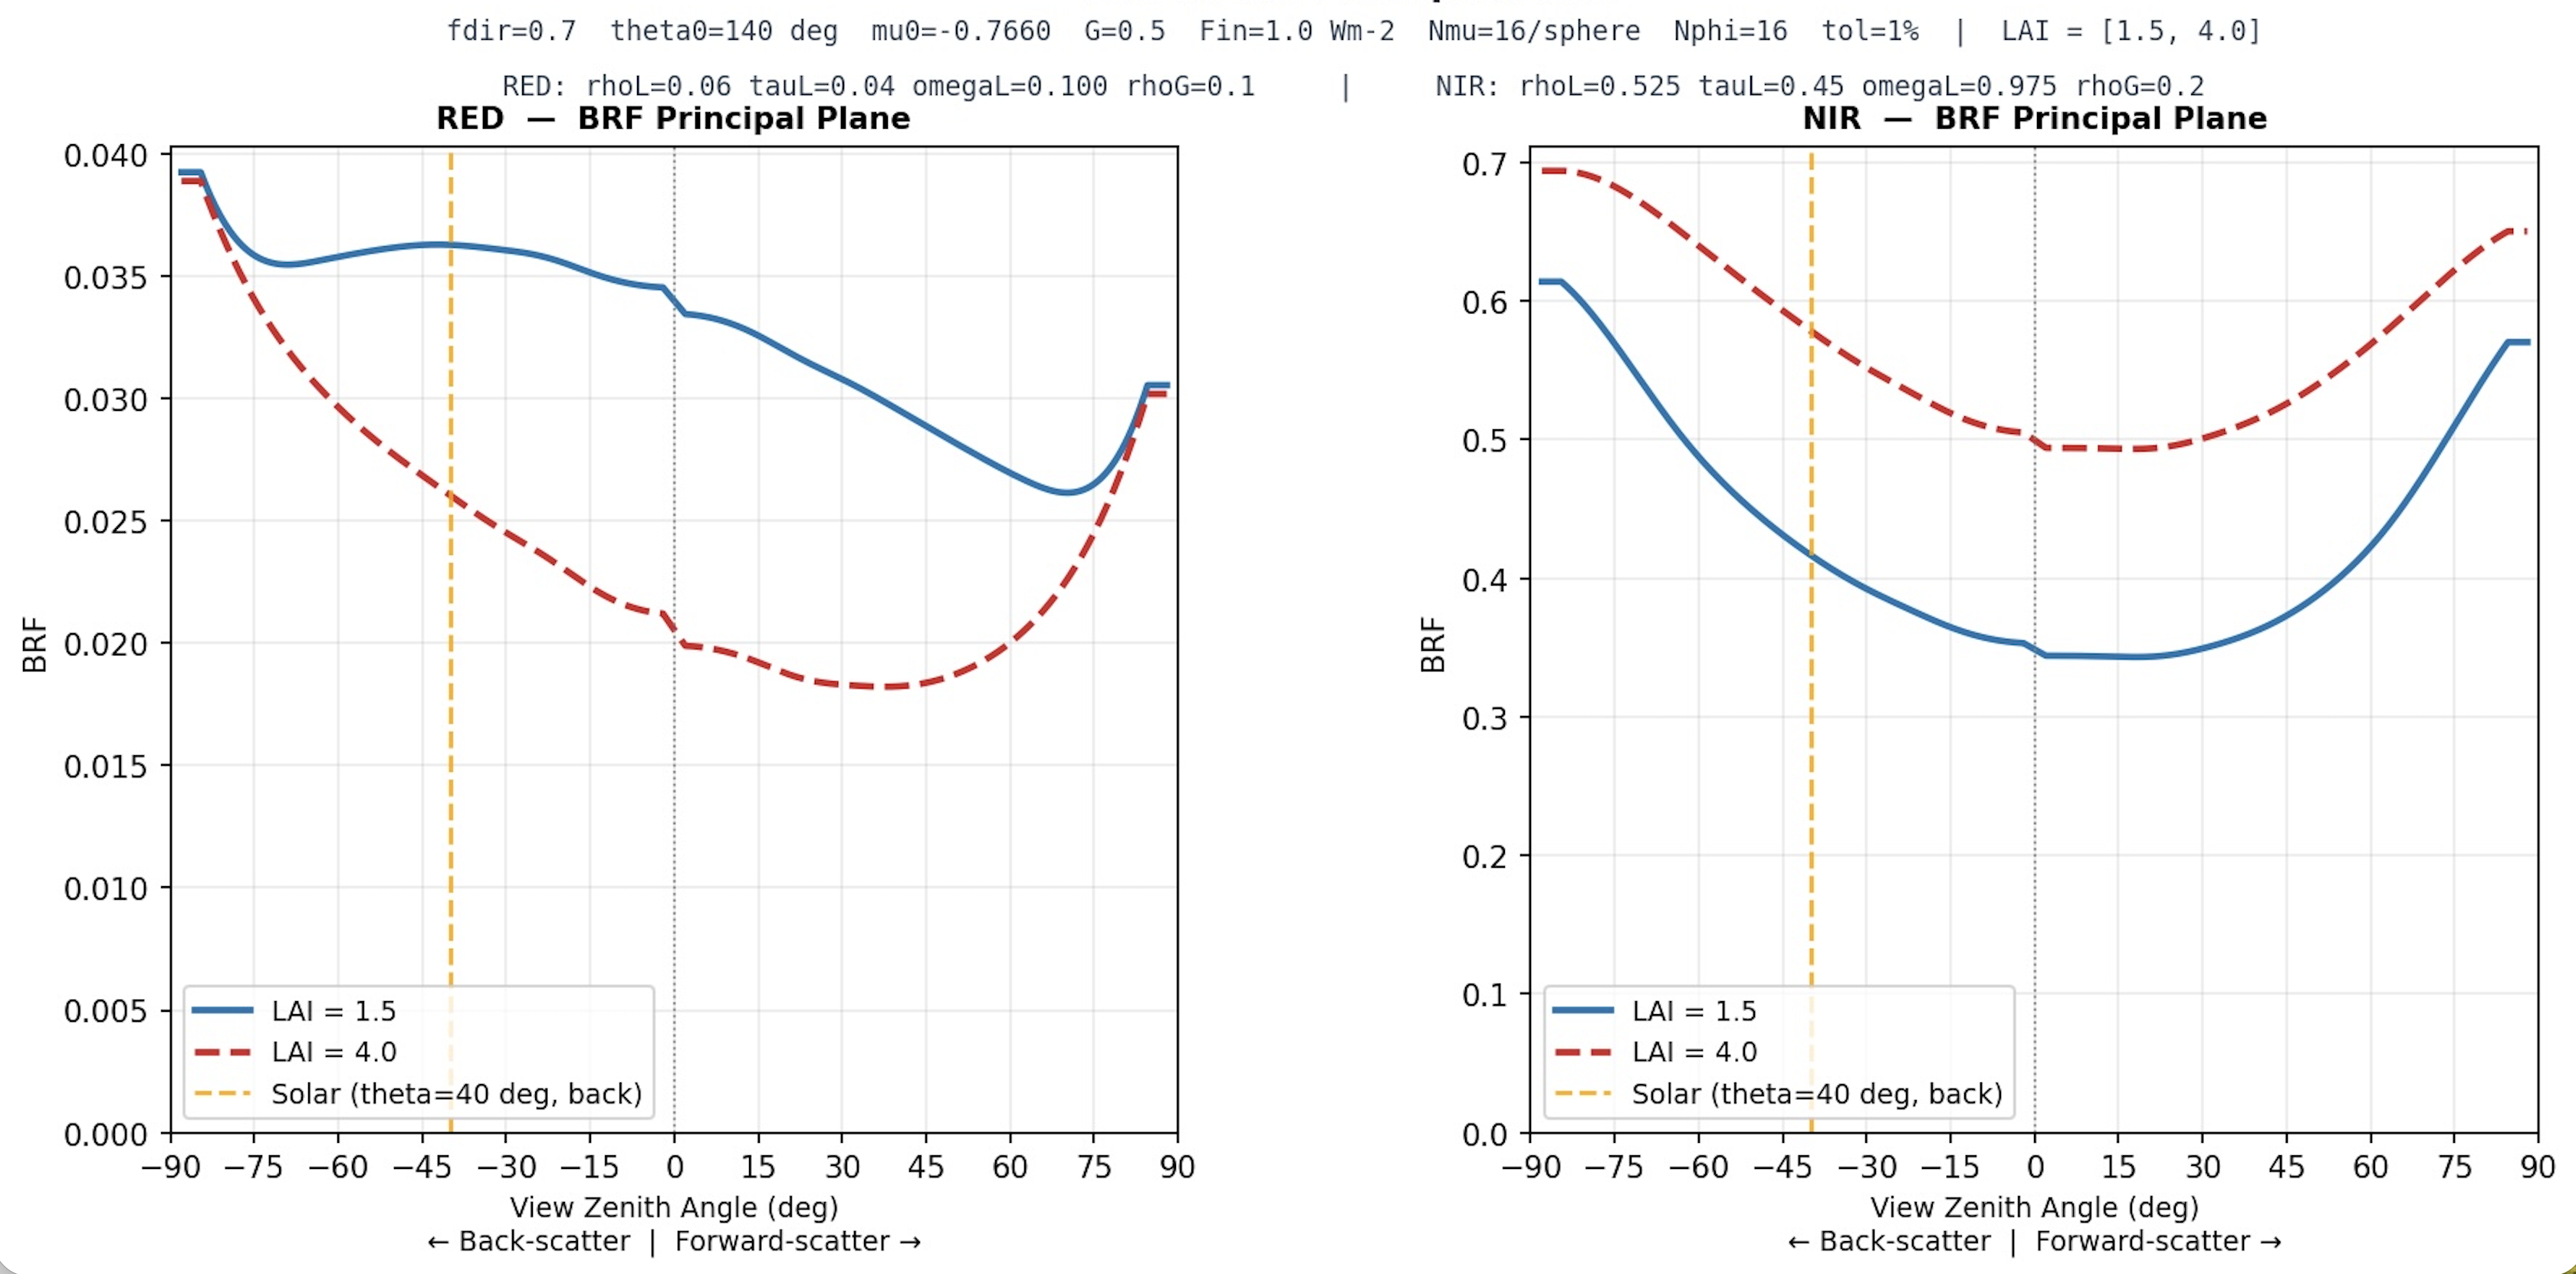 fdir=0.7 theta0=140 deg mu0=-0.7660 G=0.5 Fin=1.0 Wm-2 Nmu=16/sphere Nphi=16 tol=1% | LAI = [1.5, 4.0]
RED: rhoL=0.06 tauL=0.04 omegaL=0.100 rhoG=0.1 | NIR: rhoL=0.525 tauL=0.45 omegaL=0.975 rhoG=0.2
RED — BRF Principal Plane
0.040
0.035
0.030
0.025
0.020
0.015
0.010
0.005
0.000
BRF
LAI = 1.5
LAI = 4.0
Solar (theta=40 deg, back)
−90 −75 −60 −45 −30 −15 0 15 30 45 60 75 90
View Zenith Angle (deg)
← Back-scatter | Forward-scatter →
NIR — BRF Principal Plane
0.7
0.6
0.5
0.4
0.3
0.2
0.1
0.0
BRF
LAI = 1.5
LAI = 4.0
Solar (theta=40 deg, back)
−90 −75 −60 −45 −30 −15 0 15 30 45 60 75 90
View Zenith Angle (deg)
← Back-scatter | Forward-scatter →